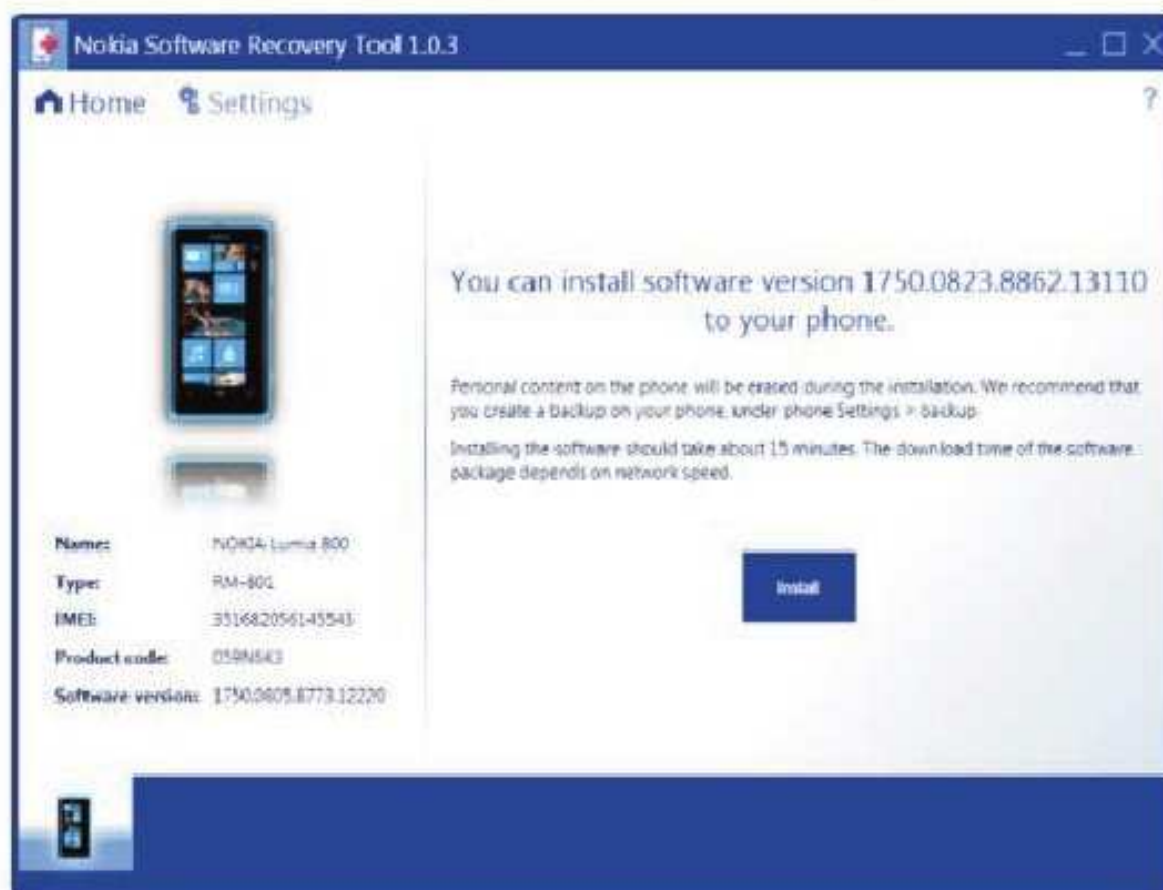 Nokia Software Recovery Tool 1.0.3
Home Settings ?
You can install software version 1750.0823.8862.13110
to your phone.
Personal content on the phone will be erased during the installation. We recommend that
you create a backup on your phone, under phone Settings > backup.
Installing the software should take about 15 minutes. The download time of the software
package depends on network speed.
Install
Name: NOKIA Lumia 800
Type: RM-801
IMEI:
Product code:
Software version: 1750.0805.8773.12220